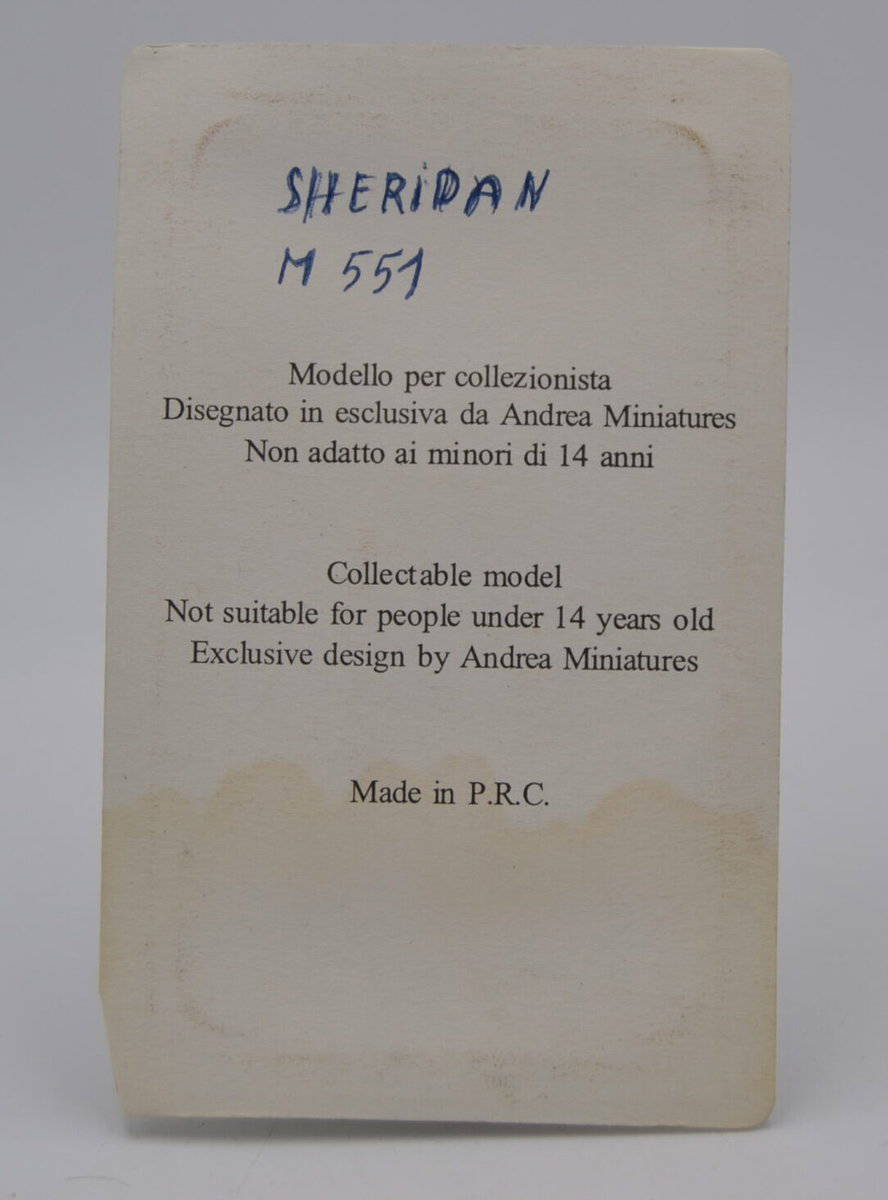 SHERiDAN
M 551
Modello per collezionista
Disegnato in esclusiva da Andrea Miniatures
Non adatto ai minori di 14 anni
Collectable model
Not suitable for people under 14 years old
Exclusive design by Andrea Miniatures
Made in P.R.C.